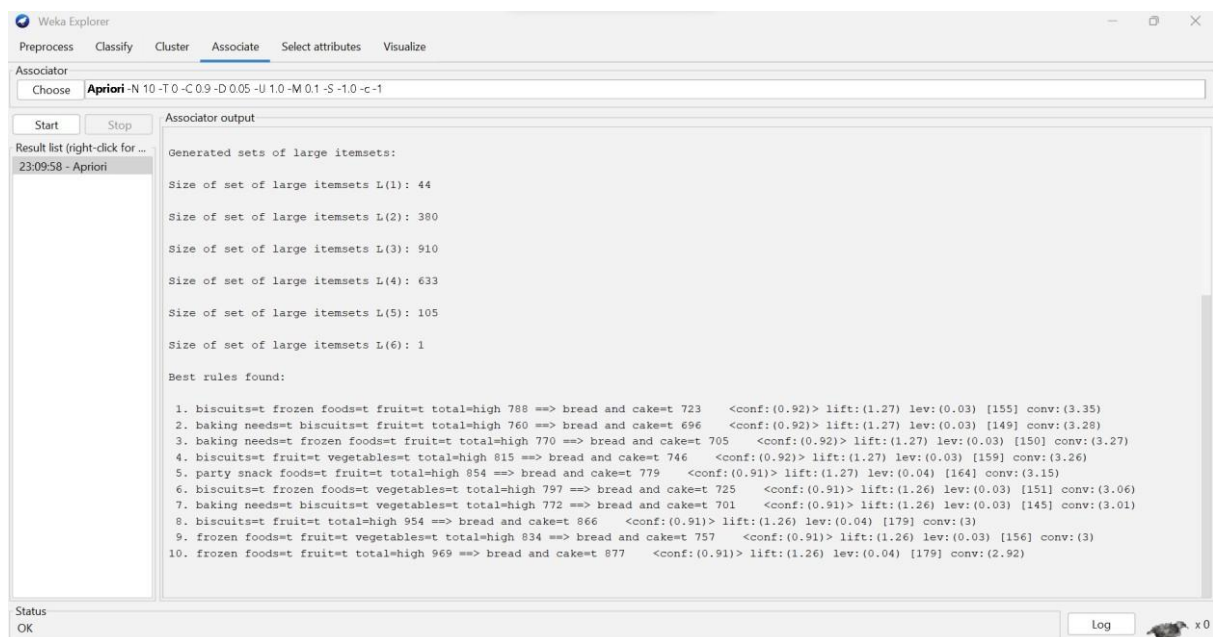 Weka Explorer
Preprocess Classify Cluster Associate Select attributes Visualize
Associator
Choose Apriori -N 10 -T 0 -C 0.9 -D 0.05 -U 1.0 -M 0.1 -S -1.0 -c -1
Start Stop
Associator output
Result list (right-click for ...
23:09:58 - Apriori
Generated sets of large itemsets:
Size of set of large itemsets L(1): 44
Size of set of large itemsets L(2): 380
Size of set of large itemsets L(3): 910
Size of set of large itemsets L(4): 633
Size of set of large itemsets L(5): 105
Size of set of large itemsets L(6): 1
Best rules found:
1. biscuits=t frozen foods=t fruit=t total=high 788 ==> bread and cake=t 723 <conf:(0.92)> lift:(1.27) lev:(0.03) [155] conv:(3.35)
2. baking needs=t biscuits=t fruit=t total=high 760 ==> bread and cake=t 696 <conf:(0.92)> lift:(1.27) lev:(0.03) [149] conv:(3.28)
3. baking needs=t frozen foods=t fruit=t total=high 770 ==> bread and cake=t 705 <conf:(0.92)> lift:(1.27) lev:(0.03) [150] conv:(3.27)
4. biscuits=t fruit=t vegetables=t total=high 815 ==> bread and cake=t 746 <conf:(0.92)> lift:(1.27) lev:(0.03) [159] conv:(3.26)
5. party snack foods=t fruit=t total=high 854 ==> bread and cake=t 779 <conf:(0.91)> lift:(1.27) lev:(0.04) [164] conv:(3.15)
6. biscuits=t frozen foods=t vegetables=t total=high 797 ==> bread and cake=t 725 <conf:(0.91)> lift:(1.26) lev:(0.03) [151] conv:(3.06)
7. baking needs=t biscuits=t vegetables=t total=high 772 ==> bread and cake=t 701 <conf:(0.91)> lift:(1.26) lev:(0.03) [145] conv:(3.01)
8. biscuits=t fruit=t total=high 954 ==> bread and cake=t 866 <conf:(0.91)> lift:(1.26) lev:(0.04) [179] conv:(3)
9. frozen foods=t fruit=t vegetables=t total=high 834 ==> bread and cake=t 757 <conf:(0.91)> lift:(1.26) lev:(0.03) [156] conv:(3)
10. frozen foods=t fruit=t total=high 969 ==> bread and cake=t 877 <conf:(0.91)> lift:(1.26) lev:(0.04) [179] conv:(2.92)
Status
OK
Log
x 0